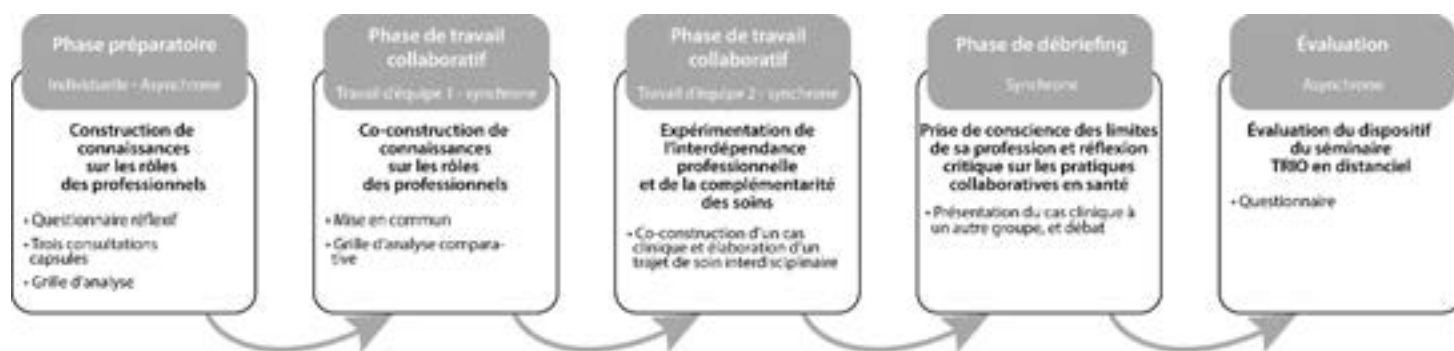 Phase préparatoire
Individuelle - Asynchrone
Construction de
connaissances
sur les rôles
des professionnels
• Questionnaire réflexif
• Trois consultations
capsules
• Grille d'analyse
Phase de travail
collaboratif
Travail d'équipe 1 - synchrone
Co-construction de
connaissances
sur les rôles
des professionnels
• Mise en commun
• Grille d'analyse compara-
tive
Phase de travail
collaboratif
Travail d'équipe 2 - synchrone
Expérimentation de
l'interdépendance
professionnelle
et de la complémentarité
des soins
• Co-construction d'un cas
clinique et élaboration d'un
trajet de soin interdisciplinaire
Phase de débriefing
Synchrone
Prise de conscience des limites
de sa profession et réflexion
critique sur les pratiques
collaboratives en santé
• Présentation du cas clinique à
un autre groupe, et débat
Évaluation
Asynchrone
Évaluation du dispositif
du séminaire
TRIO en distanciel
• Questionnaire